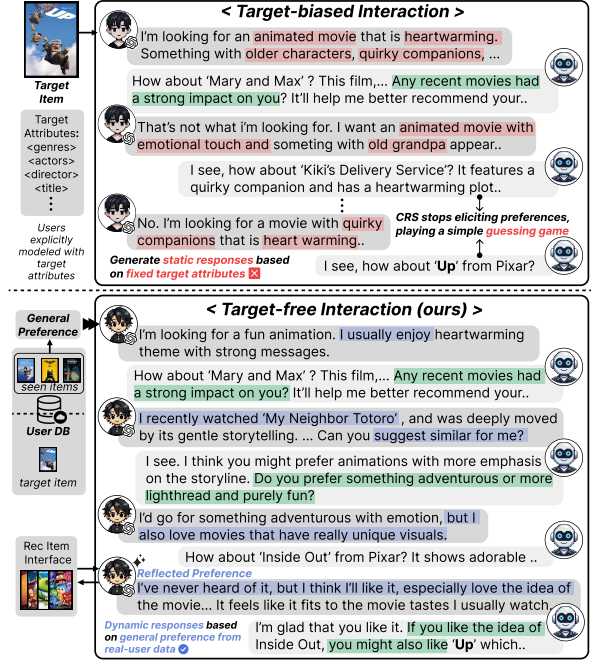 < Target-biased Interaction >
UP
Target
Item
Target
Attributes:
<genres>
<actors>
<director>
<title>
⋮
Users
explicitly
modeled with
target
attributes
I'm looking for an animated movie that is heartwarming.
Something with older characters, quirky companions, ...
How about 'Mary and Max' ? This film,... Any recent movies had
a strong impact on you? It'll help me better recommend your..
That's not what i'm looking for. I want an animated movie with
emotional touch and someting with old grandpa appear..
I see, how about 'Kiki's Delivery Service'? It features a
quirky companion and has a heartwarming plot..
⋮
No. I'm looking for a movie with quirky
companions that is heart warming..
CRS stops eliciting preferences,
playing a simple guessing game
Generate static responses based
on fixed target attributes
I see, how about 'Up' from Pixar?
< Target-free Interaction (ours) >
General
Preference
seen items
User DB
target item
Rec Item
Interface
I'm looking for a fun animation. I usually enjoy heartwarming
theme with strong messages.
How about 'Mary and Max' ? This film,... Any recent movies had
a strong impact on you? It'll help me better recommend your..
I recently watched 'My Neighbor Totoro' , and was deeply moved
by its gentle storytelling. ... Can you suggest similar for me?
I see. I think you might prefer animations with more emphasis
on the storyline. Do you prefer something adventurous or more
lighthread and purely fun?
I'd go for something adventurous with emotion, but I
also love movies that have really unique visuals.
How about 'Inside Out' from Pixar? It shows adorable ..
Reflected Preference
I've never heard of it, but I think I'll like it, especially love the idea of
the movie... It feels like it fits to the movie tastes I usually watch.
Dynamic responses based
on general preference from
real-user data
I'm glad that you like it. If you like the idea of
Inside Out, you might also like 'Up' which..